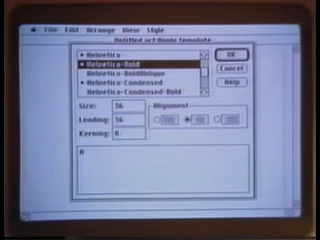 File Edit Arrange View Style
Untitled art:Apple template
Helvetica
Helvetica-Bold
Helvetica-BoldOblique
Helvetica-Condensed
Helvetica-Condensed-Bold
OK
Cancel
Help
Size: 56
Leading: 56
Kerning: 0
Alignment